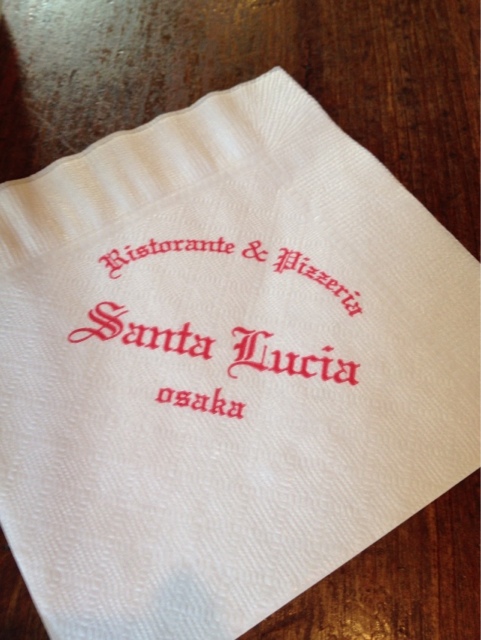 Ristorante & Pizzeria
Santa Lucia
osaka